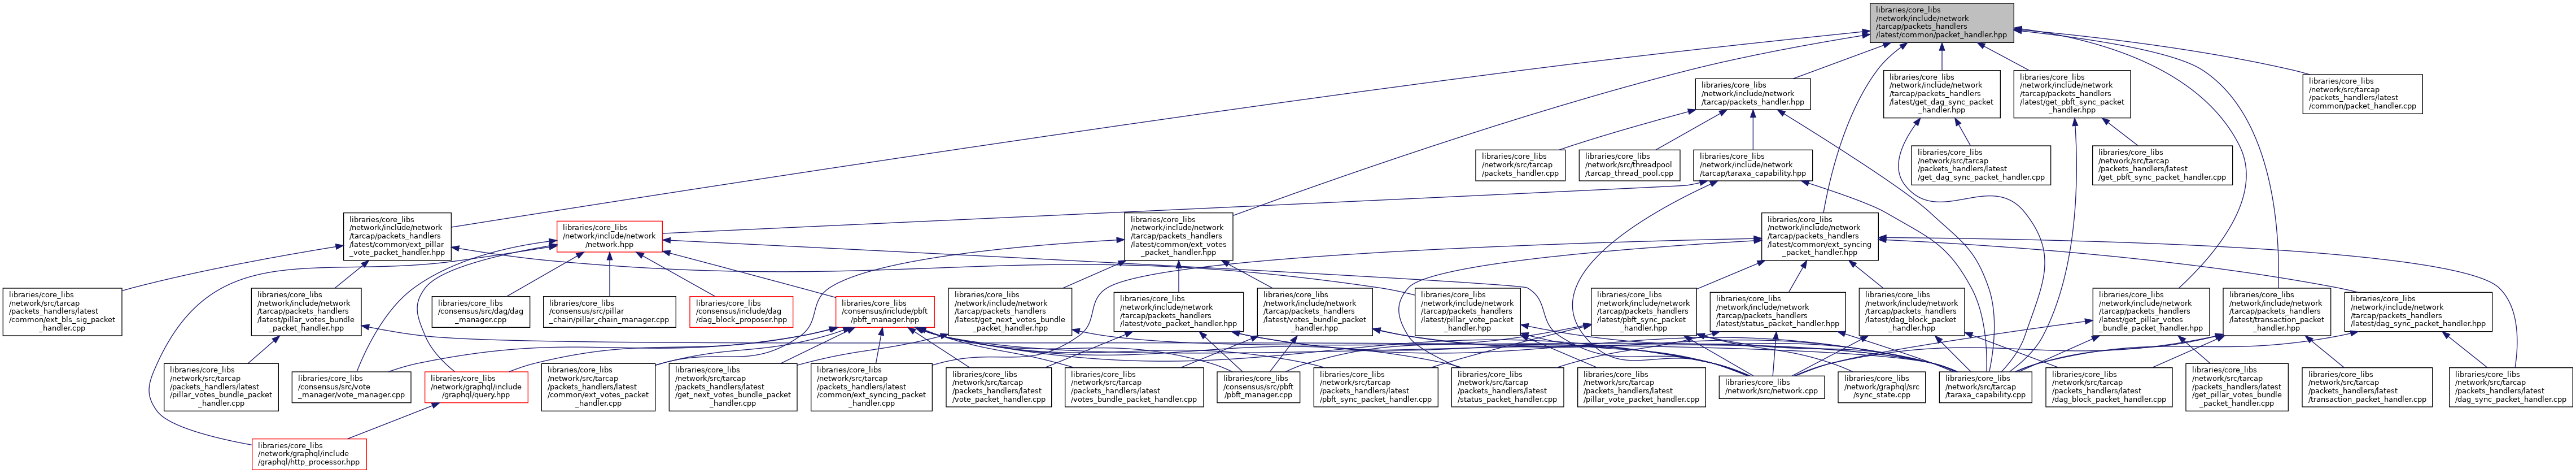 libraries/core_libs
/network/include/network
/tarcap/packets_handlers
/latest/common/packet_handler.hpp
libraries/core_libs
/network/include/network
/tarcap/packets_handler.hpp
libraries/core_libs
/network/include/network
/tarcap/packets_handlers
/latest/get_dag_sync_packet
_handler.hpp
libraries/core_libs
/network/include/network
/tarcap/packets_handlers
/latest/get_pbft_sync_packet
_handler.hpp
libraries/core_libs
/network/src/tarcap
/packets_handlers/latest
/common/packet_handler.cpp
libraries/core_libs
/network/src/tarcap
/packets_handler.cpp
libraries/core_libs
/network/src/threadpool
/tarcap_thread_pool.cpp
libraries/core_libs
/network/include/network
/tarcap/taraxa_capability.hpp
libraries/core_libs
/network/src/tarcap
/packets_handlers/latest
/get_dag_sync_packet_handler.cpp
libraries/core_libs
/network/src/tarcap
/packets_handlers/latest
/get_pbft_sync_packet_handler.cpp
libraries/core_libs
/network/include/network
/tarcap/packets_handlers
/latest/common/ext_pillar
_vote_packet_handler.hpp
libraries/core_libs
/network/include/network
/network.hpp
libraries/core_libs
/network/include/network
/tarcap/packets_handlers
/latest/common/ext_votes
_packet_handler.hpp
libraries/core_libs
/network/include/network
/tarcap/packets_handlers
/latest/common/ext_syncing
_packet_handler.hpp
libraries/core_libs
/network/src/tarcap
/packets_handlers/latest
/common/ext_bls_sig_packet
_handler.cpp
libraries/core_libs
/network/include/network
/tarcap/packets_handlers
/latest/pillar_votes_bundle
_packet_handler.hpp
libraries/core_libs
/consensus/src/dag/dag
_manager.cpp
libraries/core_libs
/consensus/src/pillar
_chain/pillar_chain_manager.cpp
libraries/core_libs
/consensus/include/dag
/dag_block_proposer.hpp
libraries/core_libs
/consensus/include/pbft
/pbft_manager.hpp
libraries/core_libs
/network/include/network
/tarcap/packets_handlers
/latest/get_next_votes_bundle
_packet_handler.hpp
libraries/core_libs
/network/include/network
/tarcap/packets_handlers
/latest/vote_packet_handler.hpp
libraries/core_libs
/network/include/network
/tarcap/packets_handlers
/latest/votes_bundle_packet
_handler.hpp
libraries/core_libs
/network/include/network
/tarcap/packets_handlers
/latest/pillar_vote_packet
_handler.hpp
libraries/core_libs
/network/include/network
/tarcap/packets_handlers
/latest/pbft_sync_packet
_handler.hpp
libraries/core_libs
/network/include/network
/tarcap/packets_handlers
/latest/status_packet_handler.hpp
libraries/core_libs
/network/include/network
/tarcap/packets_handlers
/latest/dag_block_packet
_handler.hpp
libraries/core_libs
/network/include/network
/tarcap/packets_handlers
/latest/get_pillar_votes
_bundle_packet_handler.hpp
libraries/core_libs
/network/include/network
/tarcap/packets_handlers
/latest/transaction_packet
_handler.hpp
libraries/core_libs
/network/include/network
/tarcap/packets_handlers
/latest/dag_sync_packet_handler.hpp
libraries/core_libs
/network/src/tarcap
/packets_handlers/latest
/pillar_votes_bundle_packet
_handler.cpp
libraries/core_libs
/consensus/src/vote
_manager/vote_manager.cpp
libraries/core_libs
/network/graphql/include
/graphql/query.hpp
libraries/core_libs
/network/src/tarcap
/packets_handlers/latest
/common/ext_votes_packet
_handler.cpp
libraries/core_libs
/network/src/tarcap
/packets_handlers/latest
/get_next_votes_bundle_packet
_handler.cpp
libraries/core_libs
/network/src/tarcap
/packets_handlers/latest
/common/ext_syncing_packet
_handler.cpp
libraries/core_libs
/network/src/tarcap
/packets_handlers/latest
/vote_packet_handler.cpp
libraries/core_libs
/network/src/tarcap
/packets_handlers/latest
/votes_bundle_packet_handler.cpp
libraries/core_libs
/consensus/src/pbft
/pbft_manager.cpp
libraries/core_libs
/network/src/tarcap
/packets_handlers/latest
/pbft_sync_packet_handler.cpp
libraries/core_libs
/network/src/tarcap
/packets_handlers/latest
/status_packet_handler.cpp
libraries/core_libs
/network/src/tarcap
/packets_handlers/latest
/pillar_vote_packet_handler.cpp
libraries/core_libs
/network/src/network.cpp
libraries/core_libs
/network/graphql/src
/sync_state.cpp
libraries/core_libs
/network/src/tarcap
/taraxa_capability.cpp
libraries/core_libs
/network/src/tarcap
/packets_handlers/latest
/dag_block_packet_handler.cpp
libraries/core_libs
/network/src/tarcap
/packets_handlers/latest
/get_pillar_votes_bundle
_packet_handler.cpp
libraries/core_libs
/network/src/tarcap
/packets_handlers/latest
/transaction_packet_handler.cpp
libraries/core_libs
/network/src/tarcap
/packets_handlers/latest
/dag_sync_packet_handler.cpp
libraries/core_libs
/network/graphql/include
/graphql/http_processor.hpp